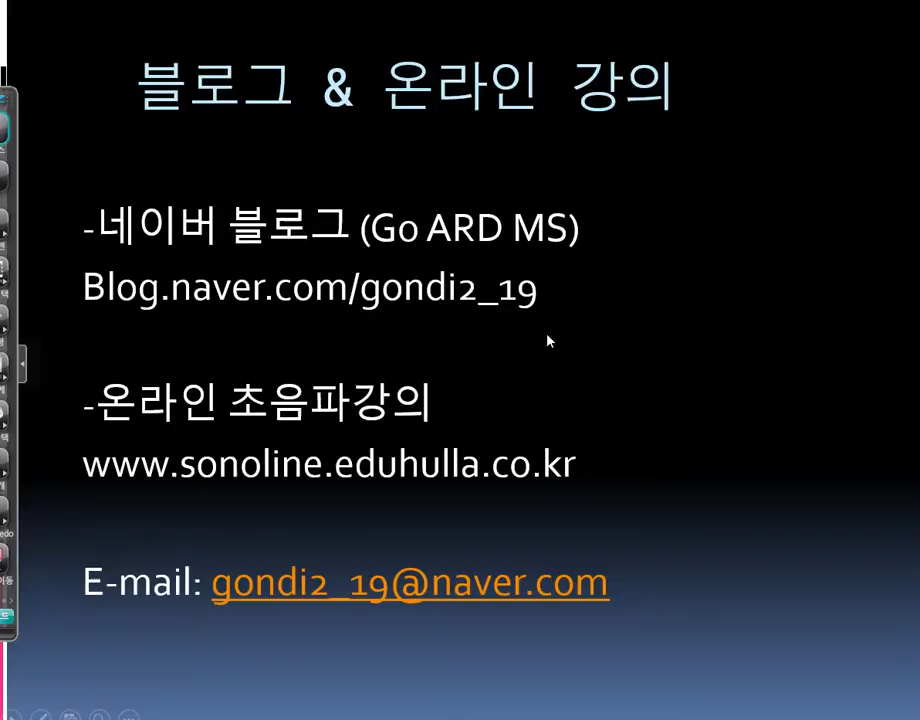 블로그 & 온라인 강의
-네이버 블로그 (Go ARD MS)
Blog.naver.com/gondi2_19
-온라인 초음파강의
www.sonoline.eduhulla.co.kr
E-mail: gondi2_19@naver.com